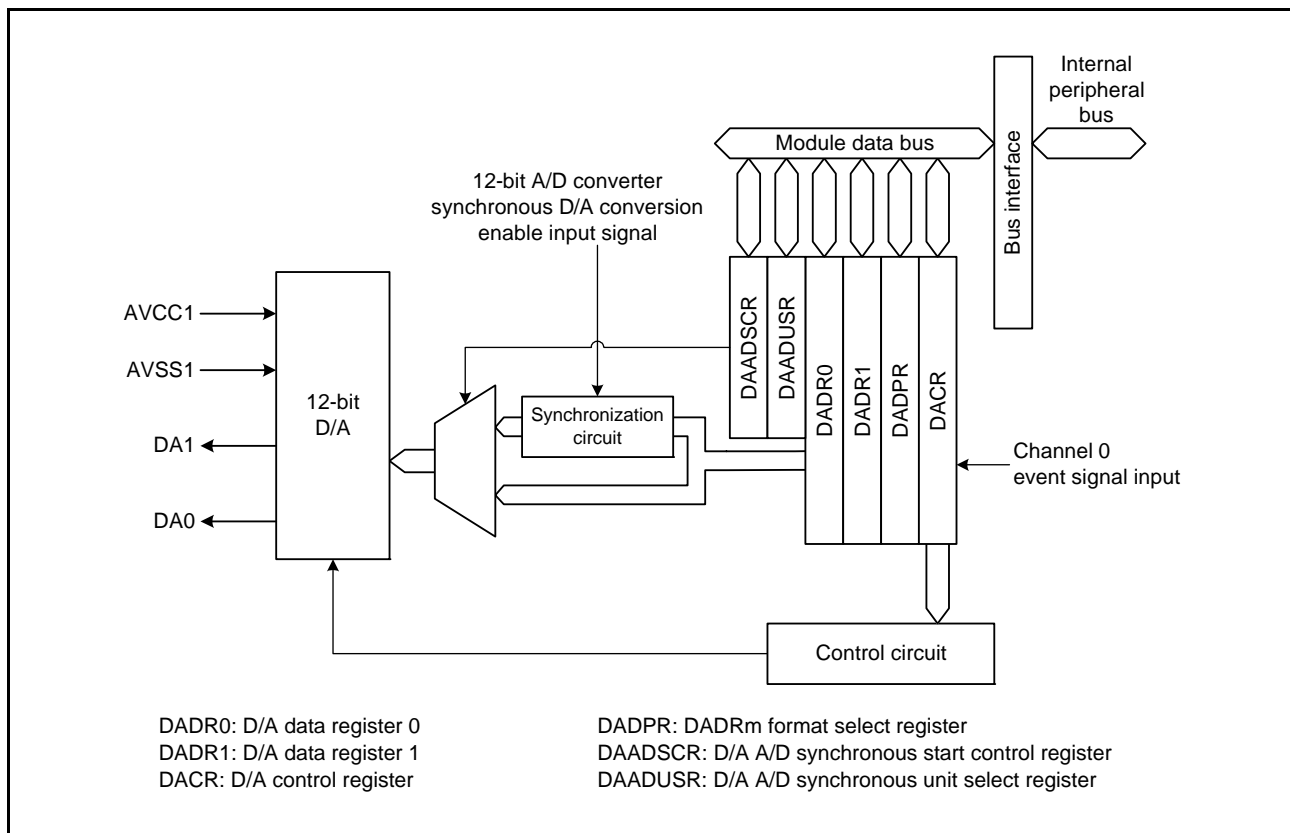 Internal
peripheral
bus
Module data bus
Bus interface
12-bit A/D converter
synchronous D/A conversion
enable input signal
DAADSCR
DAADUSR
DADR0
DADR1
DADPR
DACR
AVCC1
AVSS1
DA1
DA0
12-bit
D/A
Synchronization
circuit
Channel 0
event signal input
Control circuit
DADR0: D/A data register 0
DADR1: D/A data register 1
DACR: D/A control register
DADPR: DADRm format select register
DAADSCR: D/A A/D synchronous start control register
DAADUSR: D/A A/D synchronous unit select register